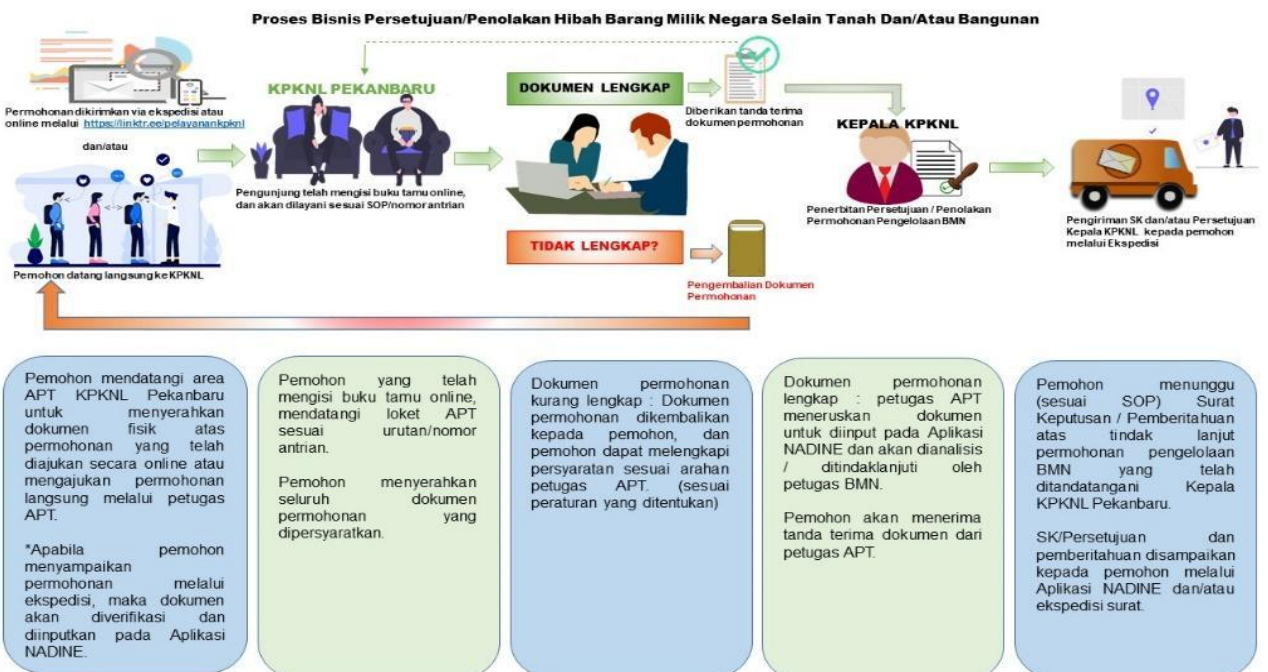 Proses Bisnis Persetujuan/Penolakan Hibah Barang Milik Negara Selain Tanah Dan/Atau Bangunan
Permohonan dikirimkan via ekspedisi atau
online melalui https://linktr.ee/pelayanankpknl
dan/atau
Pemohon datang langsung ke KPKNL
KPKNL PEKANBARU
Pengunjung telah mengisi buku tamu online,
dan akan dilayani sesuai SOP/nomor antrian
DOKUMEN LENGKAP
TIDAK LENGKAP?
Diberikan tanda terima
dokumen permohonan
Pengembalian Dokumen
Permohonan
KEPALA KPKNL
Penerbitan Persetujuan / Penolakan
Permohonan Pengelolaan BMN
Pengiriman SK dan/atau Persetujuan
Kepala KPKNL kepada pemohon
melalui Ekspedisi
Pemohon mendatangi area
APT KPKNL Pekanbaru
untuk menyerahkan
dokumen fisik atas
permohonan yang telah
diajukan secara online atau
mengajukan permohonan
langsung melalui petugas
APT.
*Apabila pemohon
menyampaikan
permohonan melalui
ekspedisi, maka dokumen
akan diverifikasi dan
diinputkan pada Aplikasi
NADINE.
Pemohon yang telah
mengisi buku tamu online,
mendatangi loket APT
sesuai urutan/nomor
antrian.
Pemohon menyerahkan
seluruh dokumen
permohonan yang
dipersyaratkan.
Dokumen permohonan
kurang lengkap : Dokumen
permohonan dikembalikan
kepada pemohon, dan
pemohon dapat melengkapi
persyaratan sesuai arahan
petugas APT. (sesuai
peraturan yang ditentukan)
Dokumen permohonan
lengkap : petugas APT
meneruskan dokumen
untuk diinput pada Aplikasi
NADINE dan akan dianalisis
/ ditindaklanjuti oleh
petugas BMN.
Pemohon akan menerima
tanda terima dokumen dari
petugas APT.
Pemohon menunggu
(sesuai SOP) Surat
Keputusan / Pemberitahuan
atas tindak lanjut
permohonan pengelolaan
BMN yang telah
ditandatangani Kepala
KPKNL Pekanbaru.
SK/Persetujuan dan
pemberitahuan disampaikan
kepada pemohon melalui
Aplikasi NADINE dan/atau
ekspedisi surat.